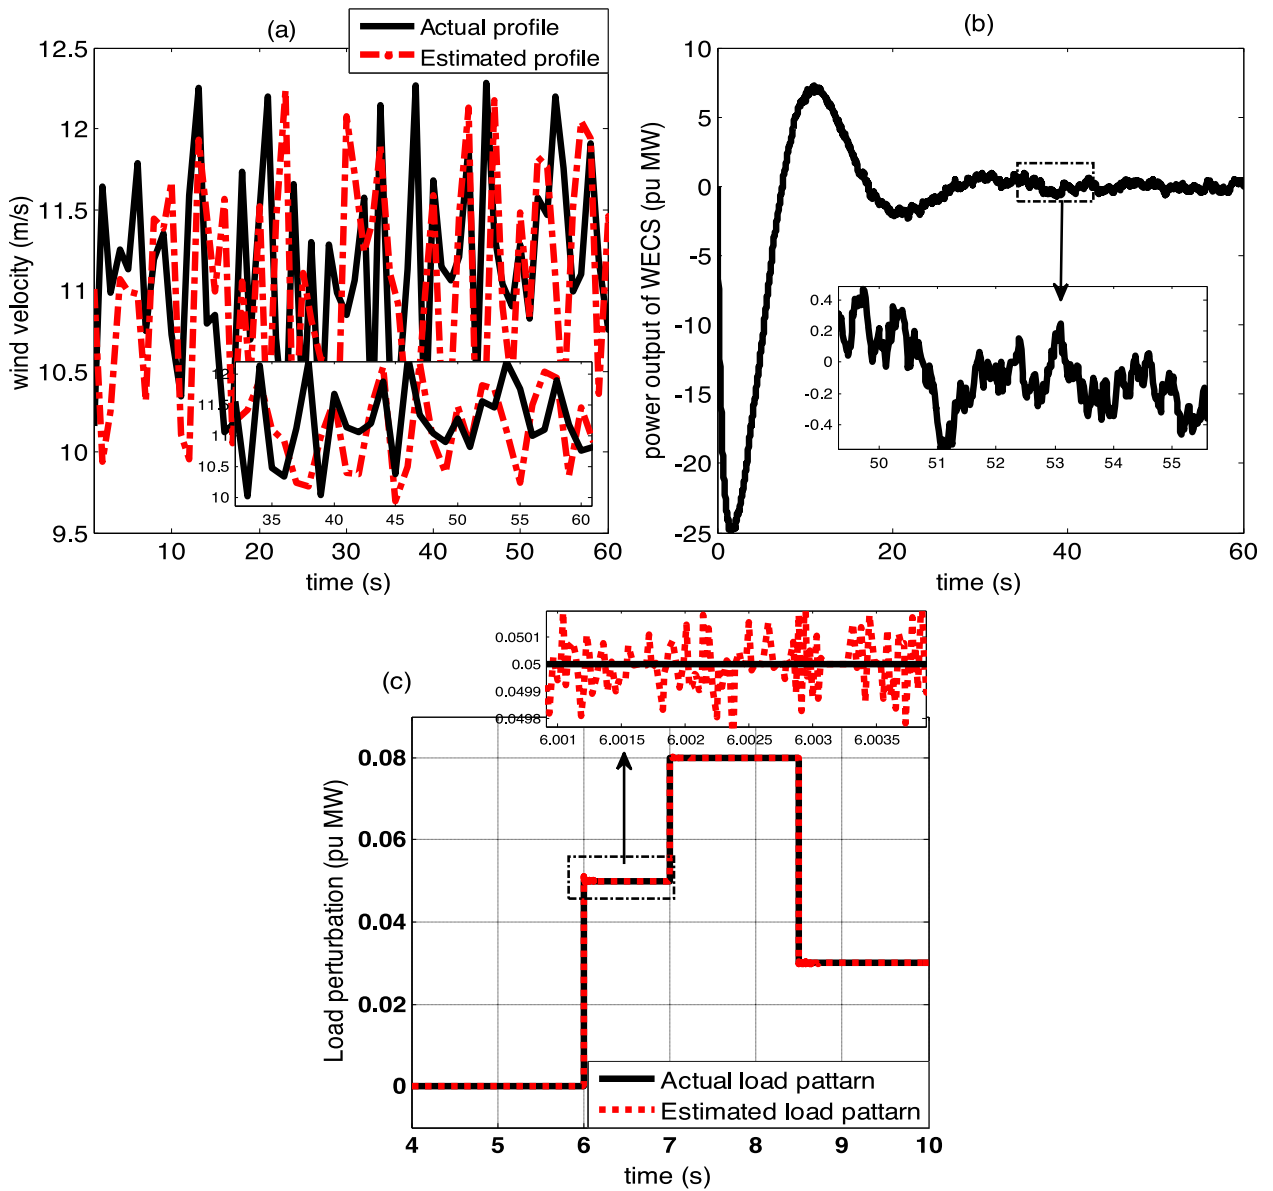 (a)
Actual profile
Estimated profile
wind velocity (m/s)
12.5
12
11.5
11
10.5
10
9.5
10 20 30 40 50 60
time (s)
12
11.5
11
10.5
10
35 40 45 50 55 60
(b)
power output of WECS (pu MW)
10
5
0
-5
-10
-15
-20
-25
0 20 40 60
time (s)
0.4
0.2
0
-0.2
-0.4
50 51 52 53 54 55
(c)
0.0501
0.05
0.0499
0.0498
6.001 6.0015 6.002 6.0025 6.003 6.0035
Load perturbation (pu MW)
0.08
0.06
0.04
0.02
0
4 5 6 7 8 9 10
time (s)
Actual load pattarn
Estimated load pattarn